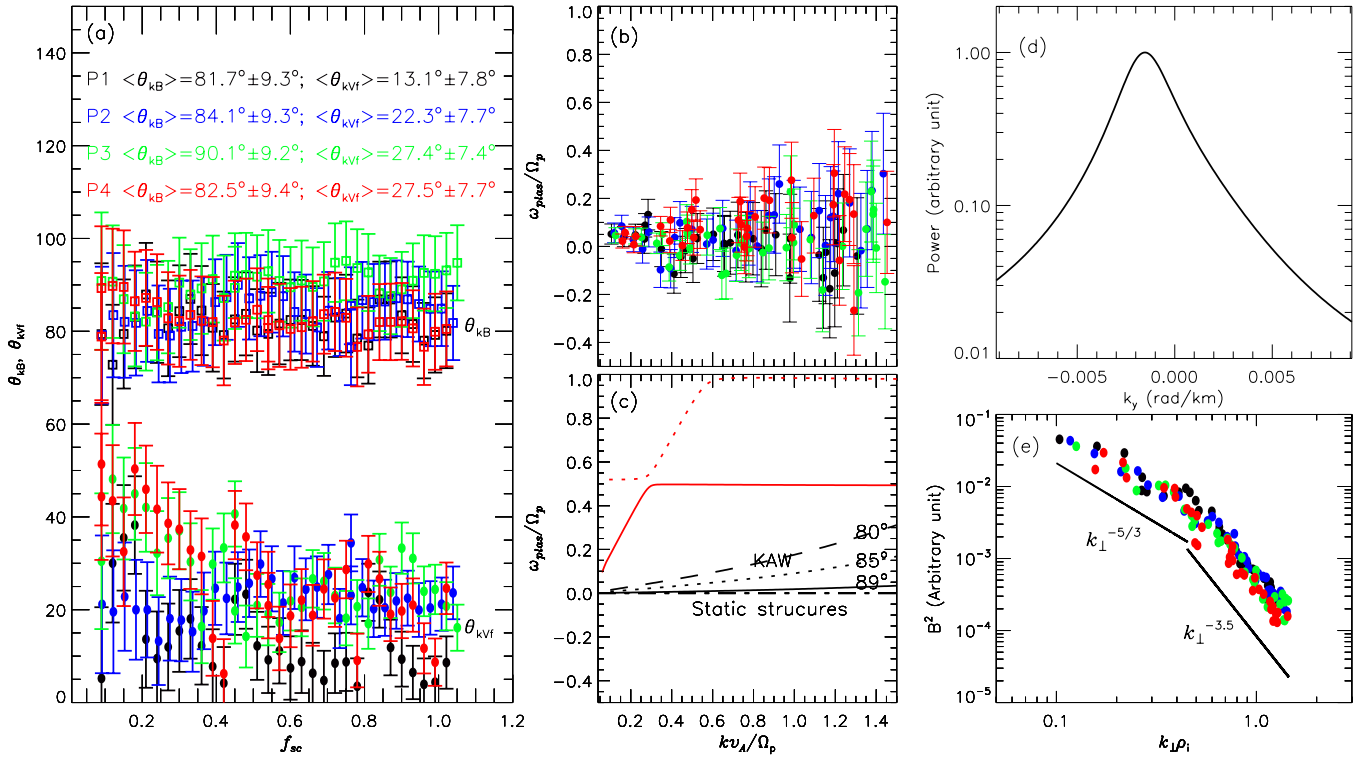 (a)
P1 <θkB>=81.7°±9.3°; <θkVf>=13.1°±7.8°
P2 <θkB>=84.1°±9.3°; <θkVf>=22.3°±7.7°
P3 <θkB>=90.1°±9.2°; <θkVf>=27.4°±7.4°
P4 <θkB>=82.5°±9.4°; <θkVf>=27.5°±7.7°
θkB
θkVf
140
120
100
80
60
40
20
0
θkB, θkVf
0.2 0.4 0.6 0.8 1.0 1.2
fsc
(b)
1.0
0.8
0.6
0.4
0.2
0.0
−0.2
−0.4
ωplas/Ωp
(c)
1.0
0.8
0.6
0.4
0.2
0.0
−0.2
−0.4
ωplas/Ωp
KAW
80°
85°
89°
Static strucures
0.2 0.4 0.6 0.8 1.0 1.2 1.4
kvA/Ωp
(d)
1.00
0.10
0.01
Power (arbitrary unit)
−0.005 0.000 0.005
ky (rad/km)
(e)
10−1
10−2
10−3
10−4
10−5
B2 (Arbitrary unit)
k⊥−5/3
k⊥−3.5
0.1 1.0
k⊥ρi